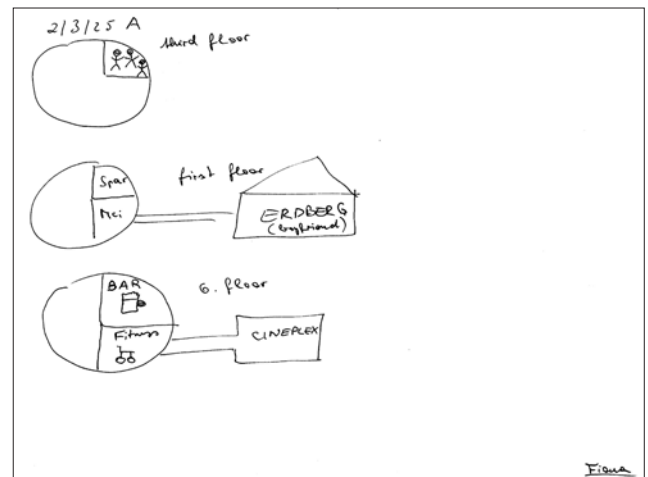 2/3/25 A
third floor
Spar
first floor
Mci
ERDBERG
(boyfriend)
BAR
6. floor
Fitness
CINEPLEX
Fiona